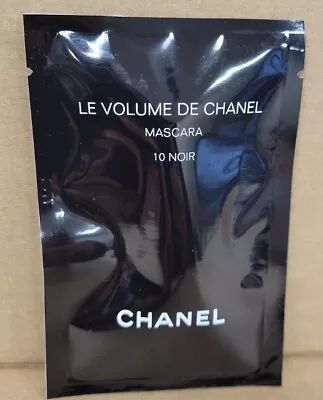 LE VOLUME DE CHANEL
MASCARA
10 NOIR
CHANEL